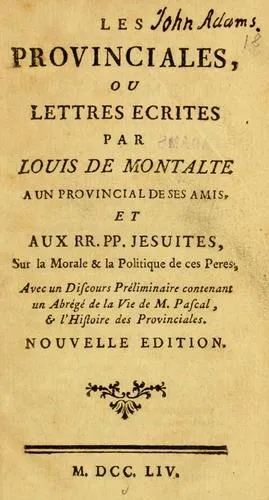 LES John Adams.
18
PROVINCIALES,
OU
LETTRES ECRITES
PAR
LOUIS DE MONTALTE
A UN PROVINCIAL DE SES AMIS,
ET
AUX RR. PP. JESUITES,
Sur la Morale & la Politique de ces Peres,
Avec un Diſcours Préliminaire contenant
un Abrégé de la Vie de M. Paſcal,
& l'Hiſtoire des Provinciales.
NOUVELLE EDITION.
M. DCC. LIV.